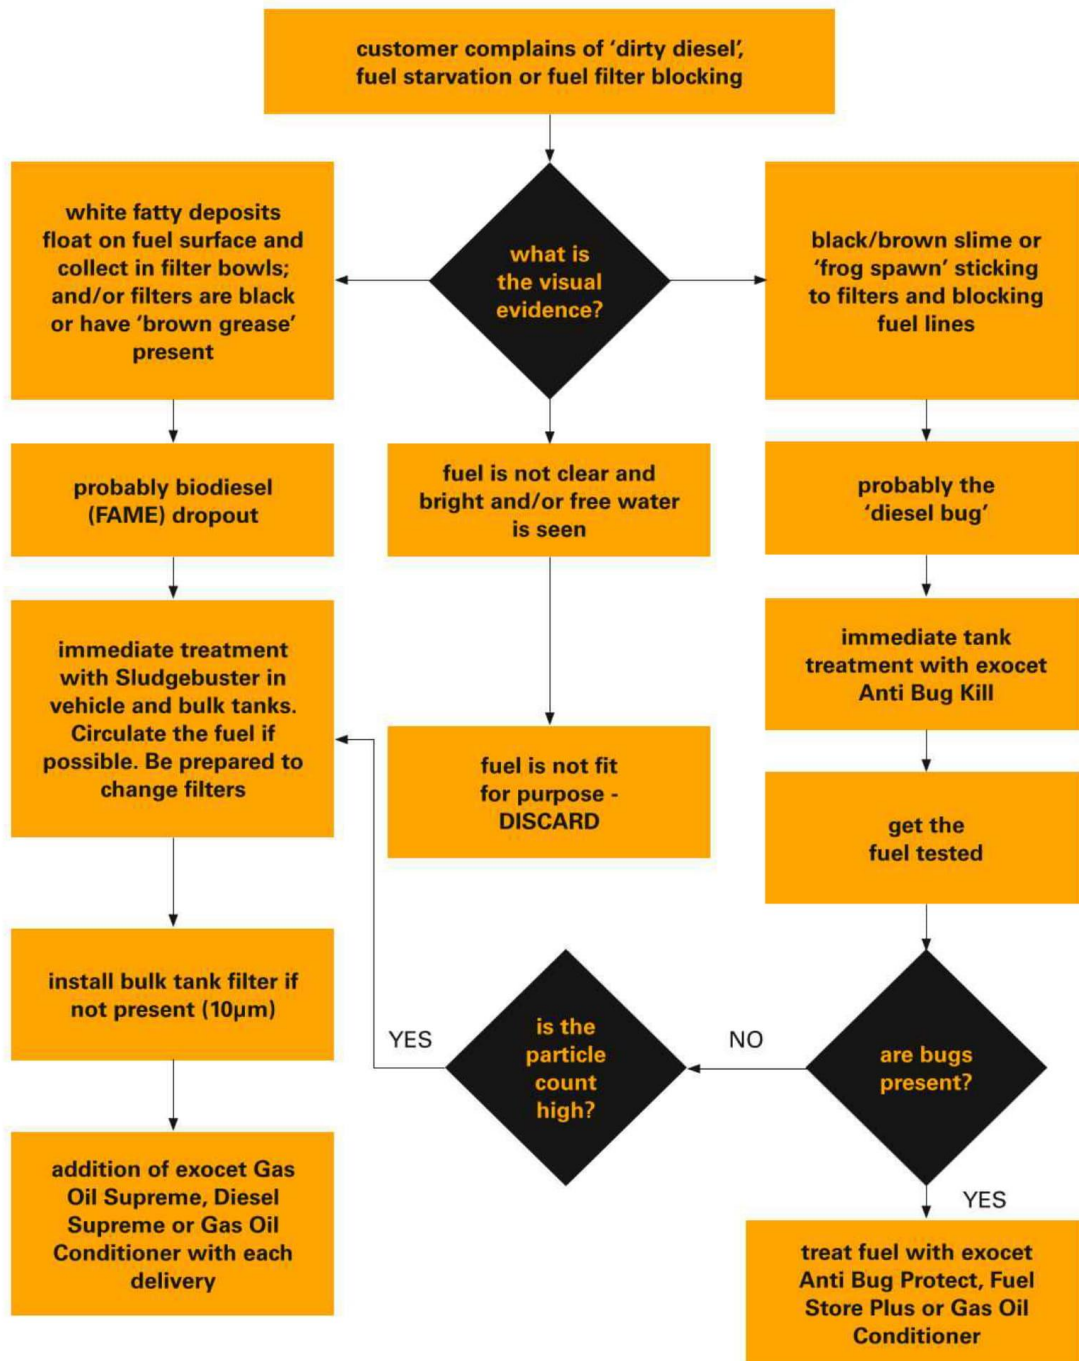 customer complains of ‘dirty diesel’,
fuel starvation or fuel filter blocking
white fatty deposits
float on fuel surface and
collect in filter bowls;
and/or filters are black
or have ‘brown grease’
present
what is
the visual
evidence?
black/brown slime or
‘frog spawn’ sticking
to filters and blocking
fuel lines
probably biodiesel
(FAME) dropout
fuel is not clear and
bright and/or free water
is seen
probably the
‘diesel bug’
immediate treatment
with Sludgebuster in
vehicle and bulk tanks.
Circulate the fuel if
possible. Be prepared to
change filters
immediate tank
treatment with exocet
Anti Bug Kill
fuel is not fit
for purpose -
DISCARD
get the
fuel tested
install bulk tank filter if
not present (10µm)
YES
is the
particle
count
high?
NO
are bugs
present?
YES
addition of exocet Gas
Oil Supreme, Diesel
Supreme or Gas Oil
Conditioner with each
delivery
treat fuel with exocet
Anti Bug Protect, Fuel
Store Plus or Gas Oil
Conditioner